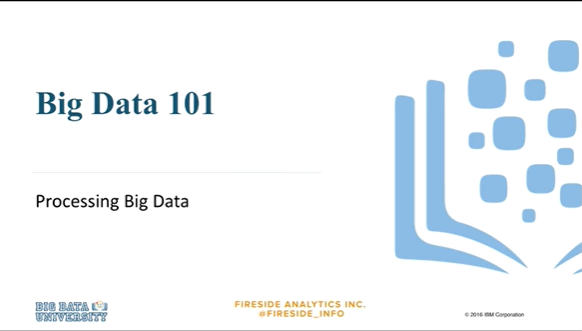 Big Data 101
Processing Big Data
BIG DATA
UNIVERSITY
FIRESIDE ANALYTICS INC.
@FIRESIDE_INFO
© 2016 IBM Corporation